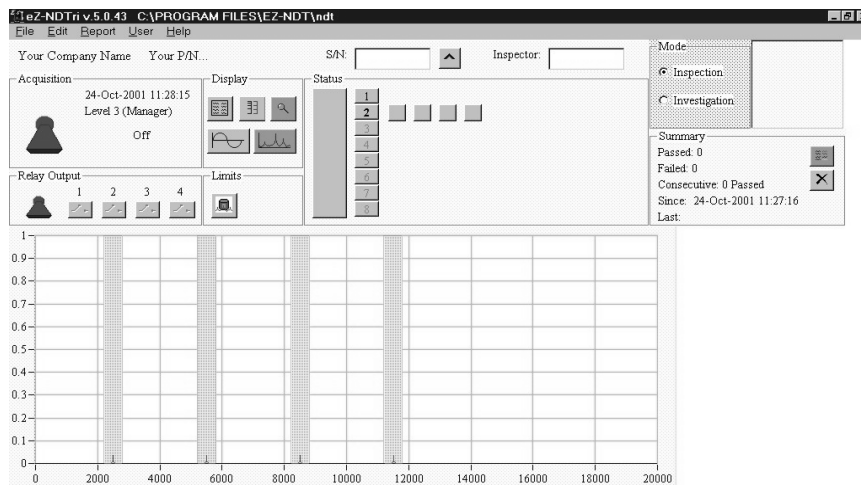 eZ-NDTri v.5.0.43 C:\PROGRAM FILES\EZ-NDT\ndt
File Edit Report User Help
Your Company Name Your P/N... S/N: Inspector:
Mode
Inspection
Investigation
Acquisition
24-Oct-2001 11:28:15
Level 3 (Manager)
Off
Display
Status
1
2
3
4
5
6
7
8
Relay Output
1 2 3 4
Limits
Summary
Passed: 0
Failed: 0
Consecutive: 0 Passed
Since: 24-Oct-2001 11:27:16
Last:
1
0.9
0.8
0.7
0.6
0.5
0.4
0.3
0.2
0.1
0
0 2000 4000 6000 8000 10000 12000 14000 16000 18000 20000